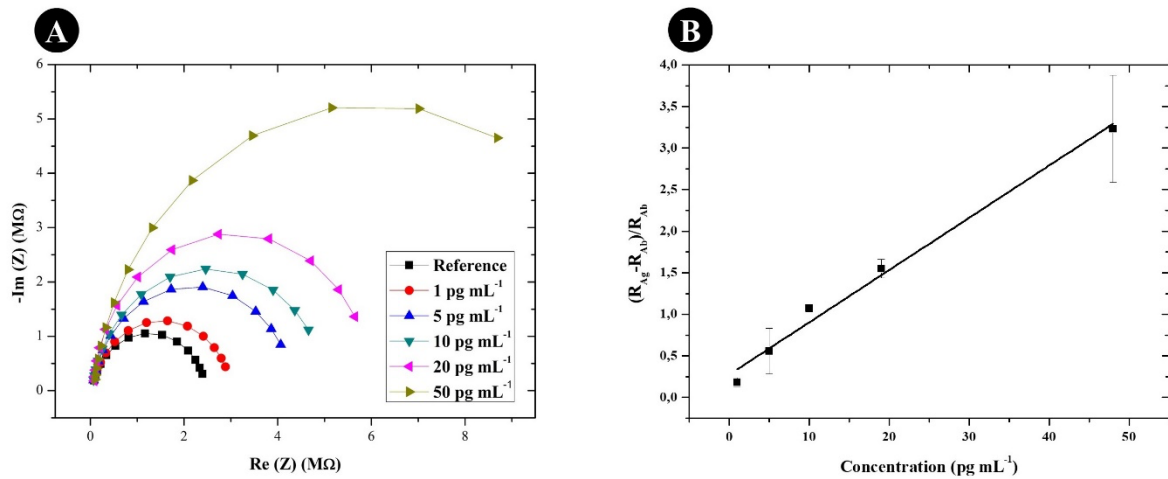 A
6
5
4
3
2
1
0
-Im (Z) (MΩ)
Reference
1 pg mL⁻¹
5 pg mL⁻¹
10 pg mL⁻¹
20 pg mL⁻¹
50 pg mL⁻¹
0 2 4 6 8
Re (Z) (MΩ)
B
4,0
3,5
3,0
2,5
2,0
1,5
1,0
0,5
0,0
(R_Ag-R_Ab)/R_Ab
0 10 20 30 40 50
Concentration (pg mL⁻¹)